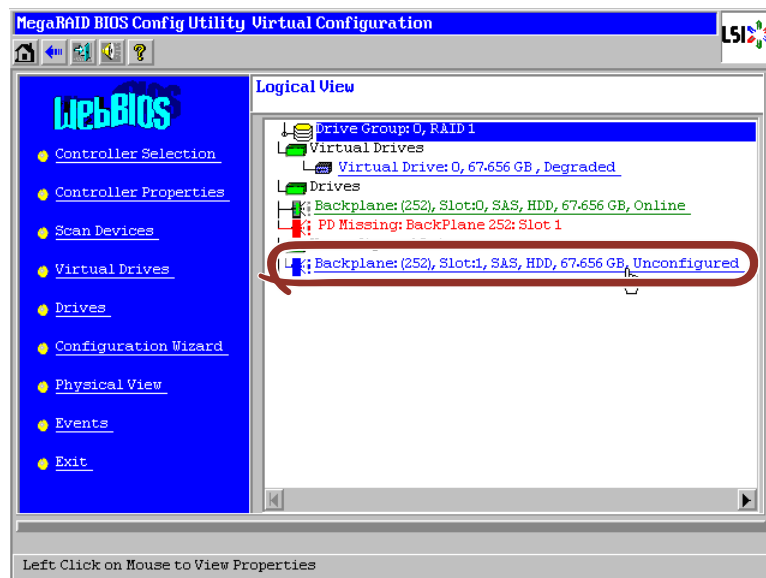 MegaRAID BIOS Config Utility Virtual Configuration
LSI
WebBIOS
Controller Selection
Controller Properties
Scan Devices
Virtual Drives
Drives
Configuration Wizard
Physical View
Events
Exit
Logical View
Drive Group: 0, RAID 1
Virtual Drives
Virtual Drive: 0, 67.656 GB, Degraded
Drives
Backplane: (252), Slot:0, SAS, HDD, 67.656 GB, Online
PD Missing: BackPlane 252: Slot 1
Backplane: (252), Slot:1, SAS, HDD, 67.656 GB, Unconfigured
Left Click on Mouse to View Properties